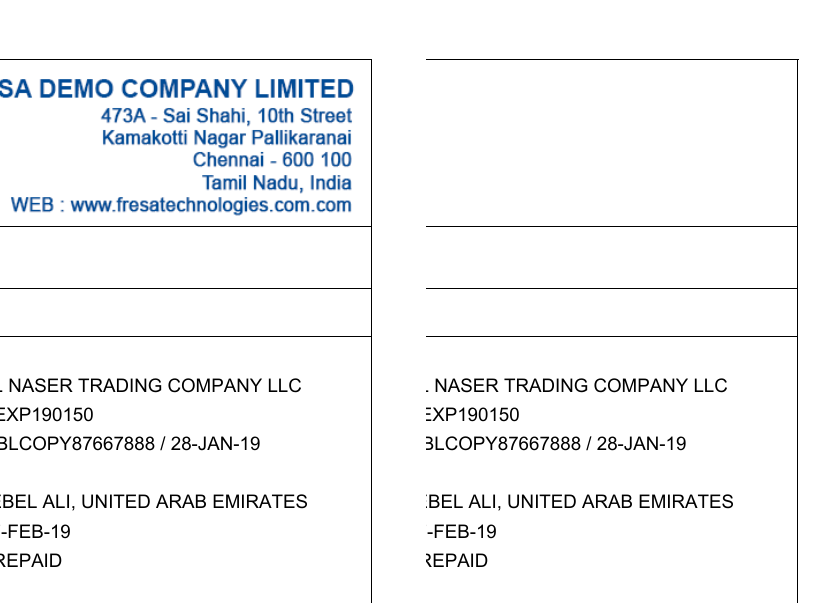 SA DEMO COMPANY LIMITED
473A - Sai Shahi, 10th Street
Kamakotti Nagar Pallikaranai
Chennai - 600 100
Tamil Nadu, India
WEB : www.fresatechnologies.com.com
NASER TRADING COMPANY LLC
EXP190150
BLCOPY87667888 / 28-JAN-19
EBEL ALI, UNITED ARAB EMIRATES
-FEB-19
REPAID
NASER TRADING COMPANY LLC
EXP190150
BLCOPY87667888 / 28-JAN-19
EBEL ALI, UNITED ARAB EMIRATES
-FEB-19
REPAID